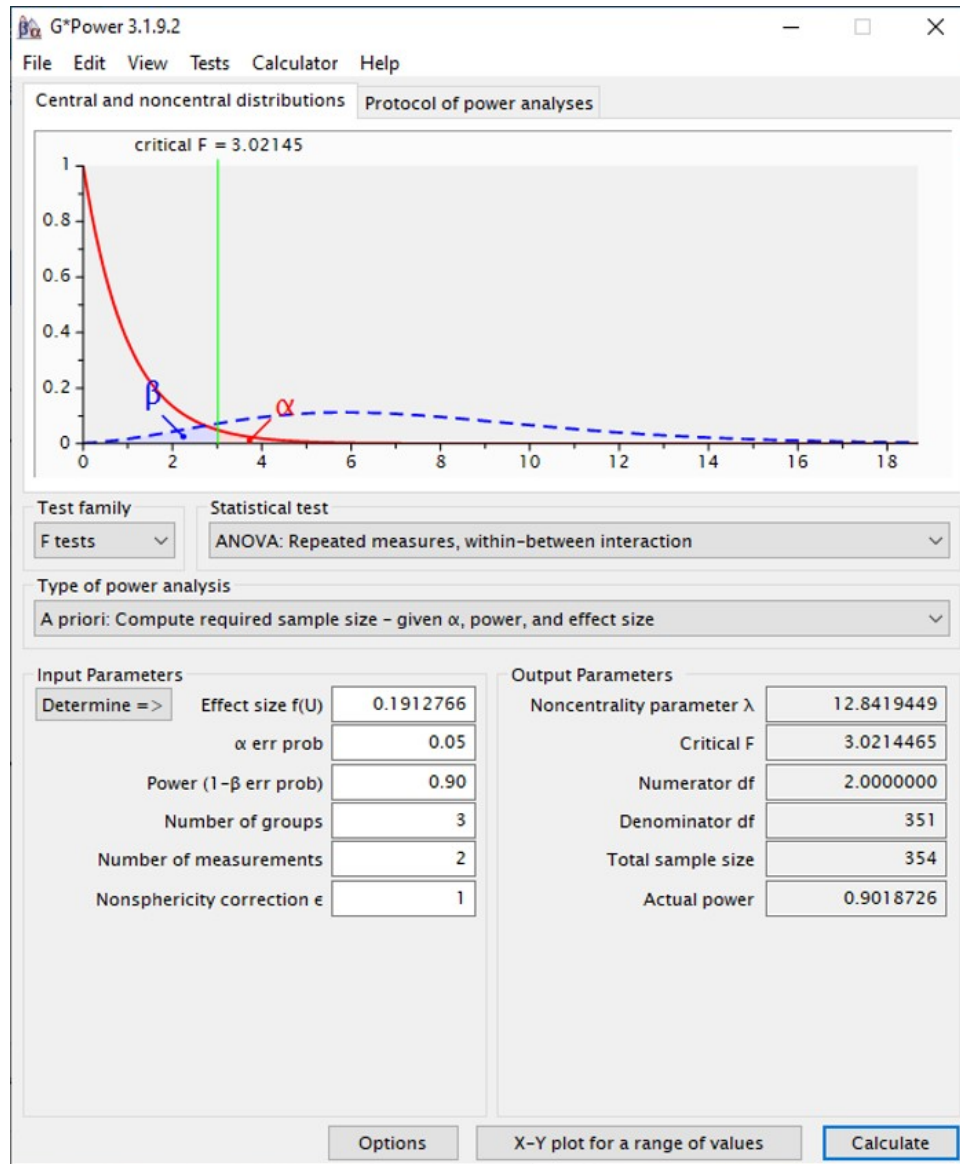 G*Power 3.1.9.2
File Edit View Tests Calculator Help
Central and noncentral distributions Protocol of power analyses
critical F = 3.02145
1
0.8
0.6
0.4
0.2
0
β
α
0 2 4 6 8 10 12 14 16 18
Test family Statistical test
F tests ANOVA: Repeated measures, within-between interaction
Type of power analysis
A priori: Compute required sample size - given α, power, and effect size
Input Parameters Output Parameters
Determine => Effect size f(U) 0.1912766 Noncentrality parameter λ 12.8419449
α err prob 0.05 Critical F 3.0214465
Power (1-β err prob) 0.90 Numerator df 2.0000000
Number of groups 3 Denominator df 351
Number of measurements 2 Total sample size 354
Nonsphericity correction ϵ 1 Actual power 0.9018726
Options X-Y plot for a range of values Calculate